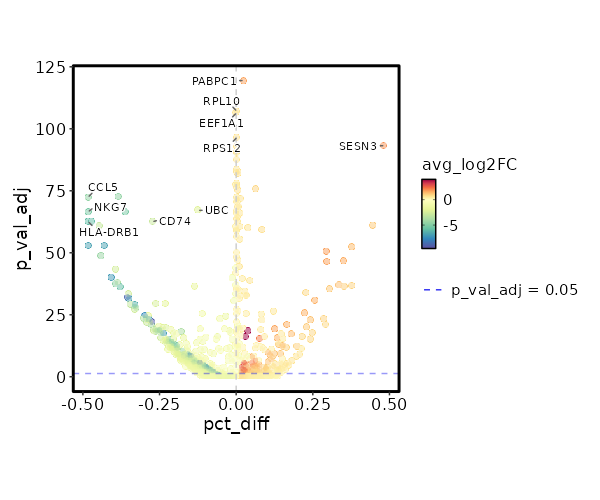 125
100
75
50
25
0
p_val_adj
PABPC1
RPL10
EEF1A1
RPS12
SESN3
CCL5
NKG7
HLA-DRB1
CD74
UBC
-0.50
-0.25
0.00
0.25
0.50
pct_diff
avg_log2FC
0
-5
p_val_adj = 0.05